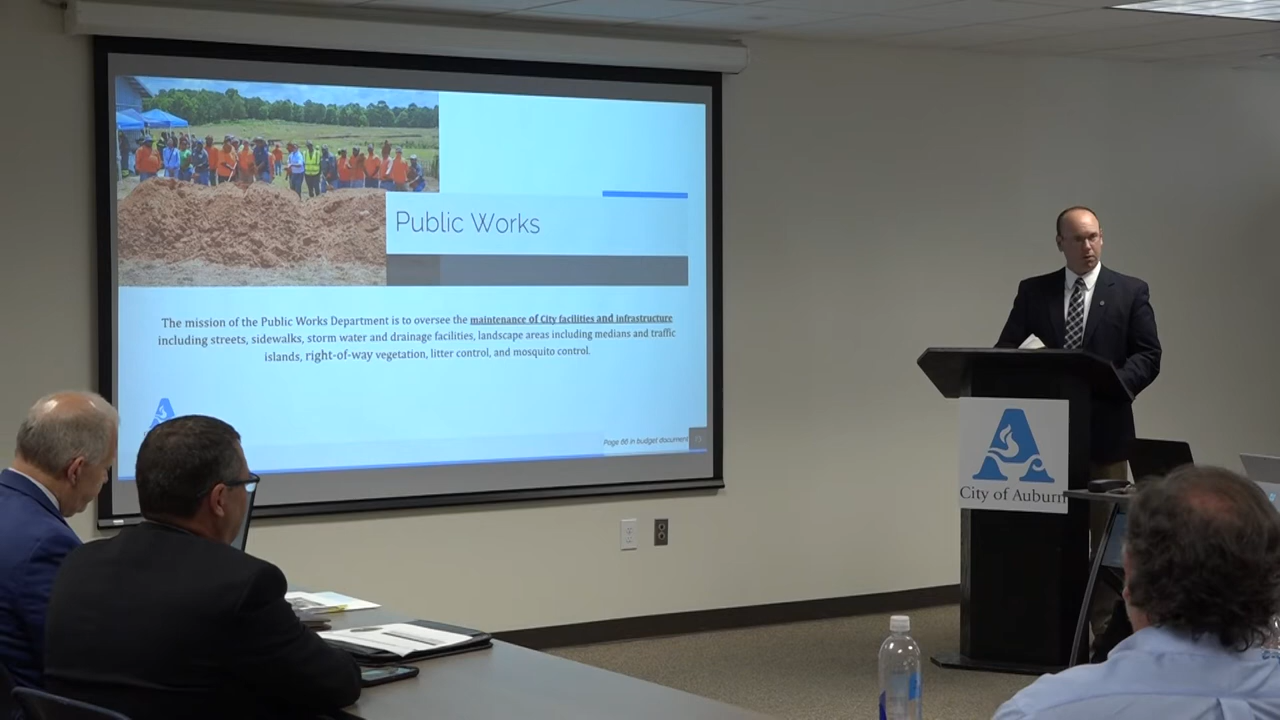 Public Works
The mission of the Public Works Department is to oversee the maintenance of City facilities and infrastructure
including streets, sidewalks, storm water and drainage facilities, landscape areas including medians and traffic
islands, right-of-way vegetation, litter control, and mosquito control.
Page 66 in budget document
City of Auburn